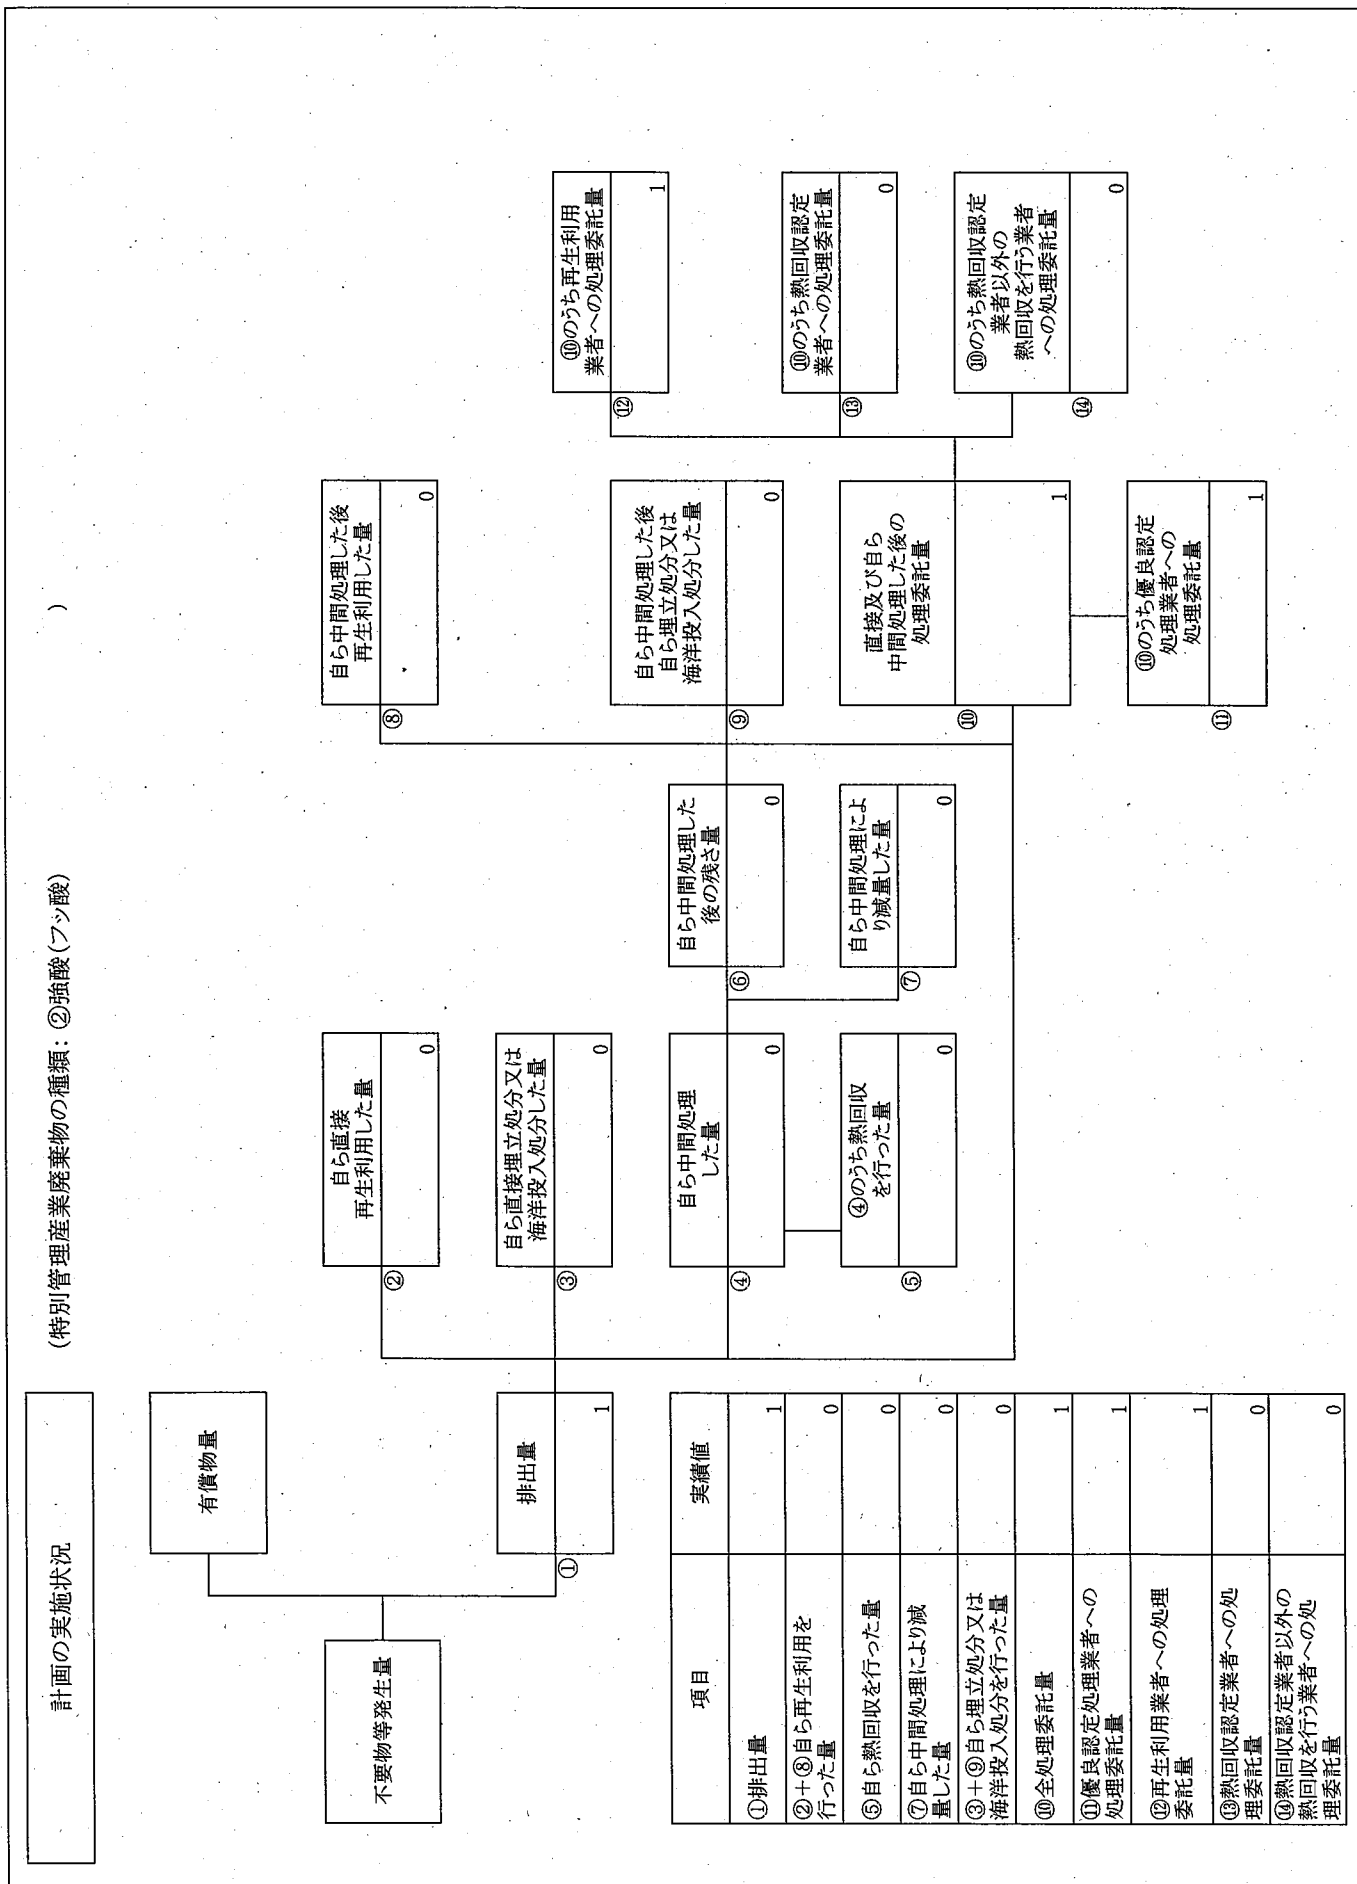 計画の実施状況
(特別管理産業廃棄物の種類：②強酸(フッ酸)
)
不要物等発生量
有償物量
①
排出量
1
②
自ら直接
再生利用した量
0
③
自ら直接埋立処分又は
海洋投入処分した量
0
④
自ら中間処理
した量
0
⑤
④のうち熱回収
を行った量
0
⑥
自ら中間処理した
後の残さ量
0
⑦
自ら中間処理によ
り減量した量
0
⑧
自ら中間処理した後
再生利用した量
0
⑨
自ら中間処理した後
自ら埋立処分又は
海洋投入処分した量
0
⑩
直接及び自ら
中間処理した後の
処理委託量
1
⑪
⑩のうち優良認定
処理業者への
処理委託量
1
⑫
⑩のうち再生利用
業者への処理委託量
1
⑬
⑩のうち熱回収認定
業者への処理委託量
0
⑭
⑩のうち熱回収認定
業者以外の
熱回収を行う業者
への処理委託量
0
項目 実績値
①排出量 1
②+⑧自ら再生利用を
行った量 0
⑤自ら熱回収を行った量 0
⑦自ら中間処理により減
量した量 0
③+⑨自ら埋立処分又は
海洋投入処分を行った量 0
⑩全処理委託量 1
⑪優良認定処理業者への
処理委託量 1
⑫再生利用業者への処理
委託量 1
⑬熱回収認定業者への処
理委託量 0
⑭熱回収認定業者以外の
熱回収を行う業者への処
理委託量 0